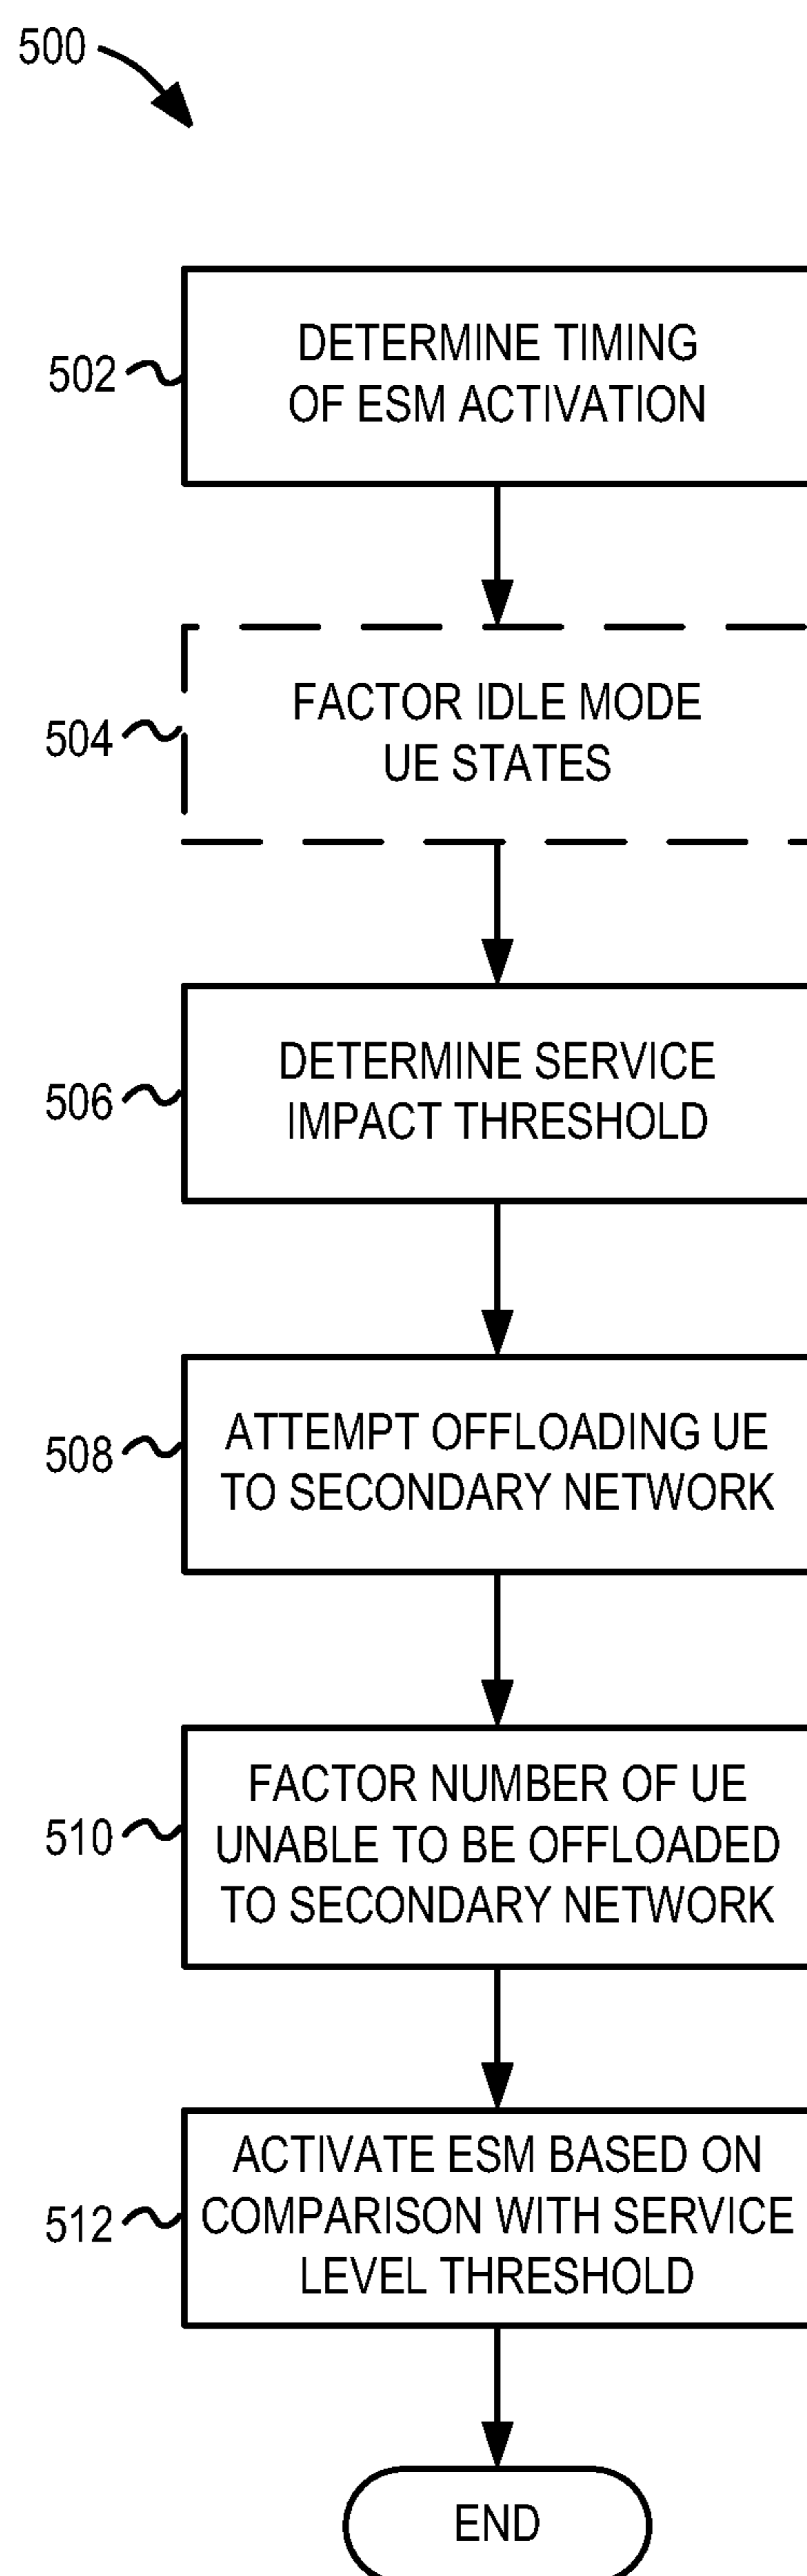 500
502
DETERMINE TIMING
OF ESM ACTIVATION
504
FACTOR IDLE MODE
UE STATES
506
DETERMINE SERVICE
IMPACT THRESHOLD
508
ATTEMPT OFFLOADING UE
TO SECONDARY NETWORK
510
FACTOR NUMBER OF UE
UNABLE TO BE OFFLOADED
TO SECONDARY NETWORK
512
ACTIVATE ESM BASED ON
COMPARISON WITH SERVICE
LEVEL THRESHOLD
END